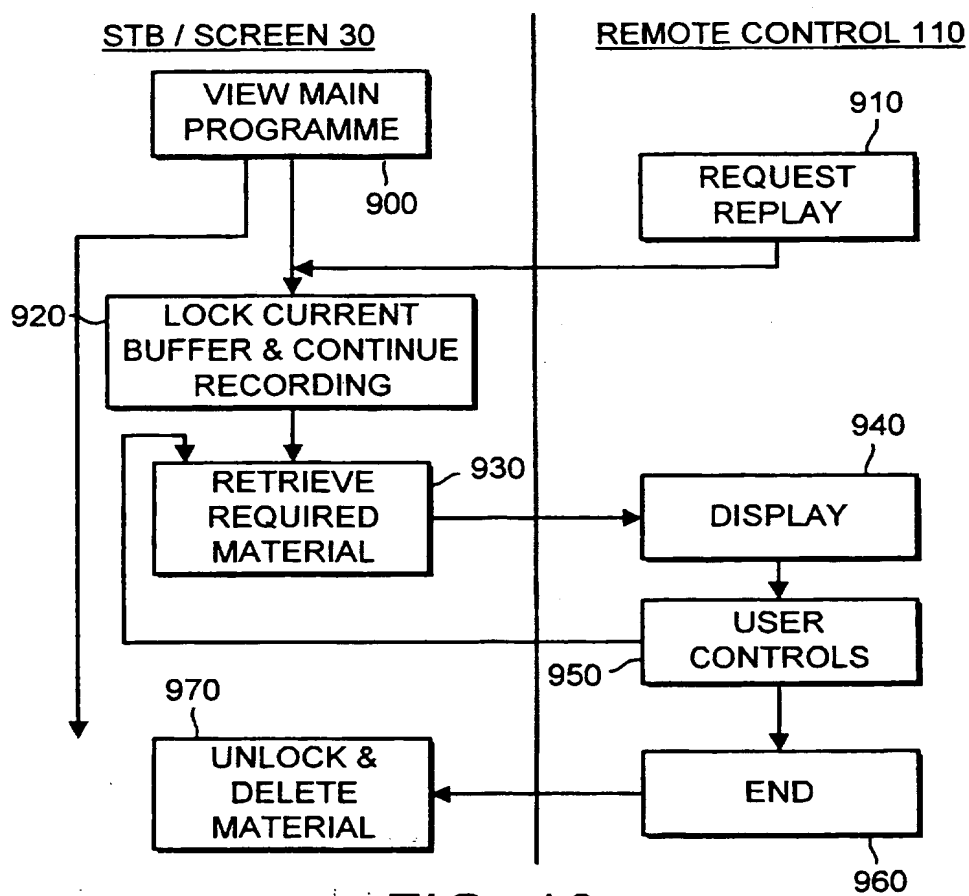 STB / SCREEN 30
REMOTE CONTROL 110
VIEW MAIN
PROGRAMME
900
910
REQUEST
REPLAY
920
LOCK CURRENT
BUFFER & CONTINUE
RECORDING
930
RETRIEVE
REQUIRED
MATERIAL
940
DISPLAY
USER
CONTROLS
950
970
UNLOCK &
DELETE
MATERIAL
END
960